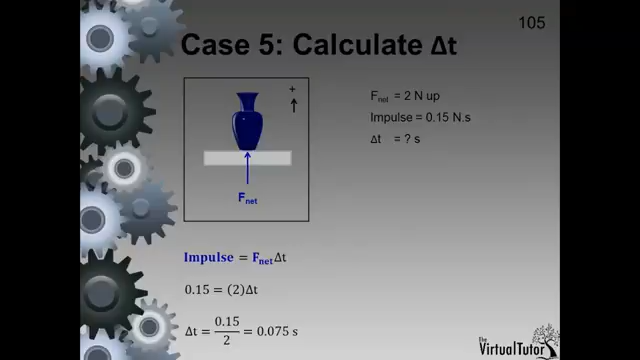 105
Case 5: Calculate Δt
+
F_net = 2 N up
Impulse = 0.15 N.s
Δt = ? s
F_net
Impulse = F_netΔt
0.15 = (2)Δt
Δt = 0.15/2 = 0.075 s
The
VirtualTutor